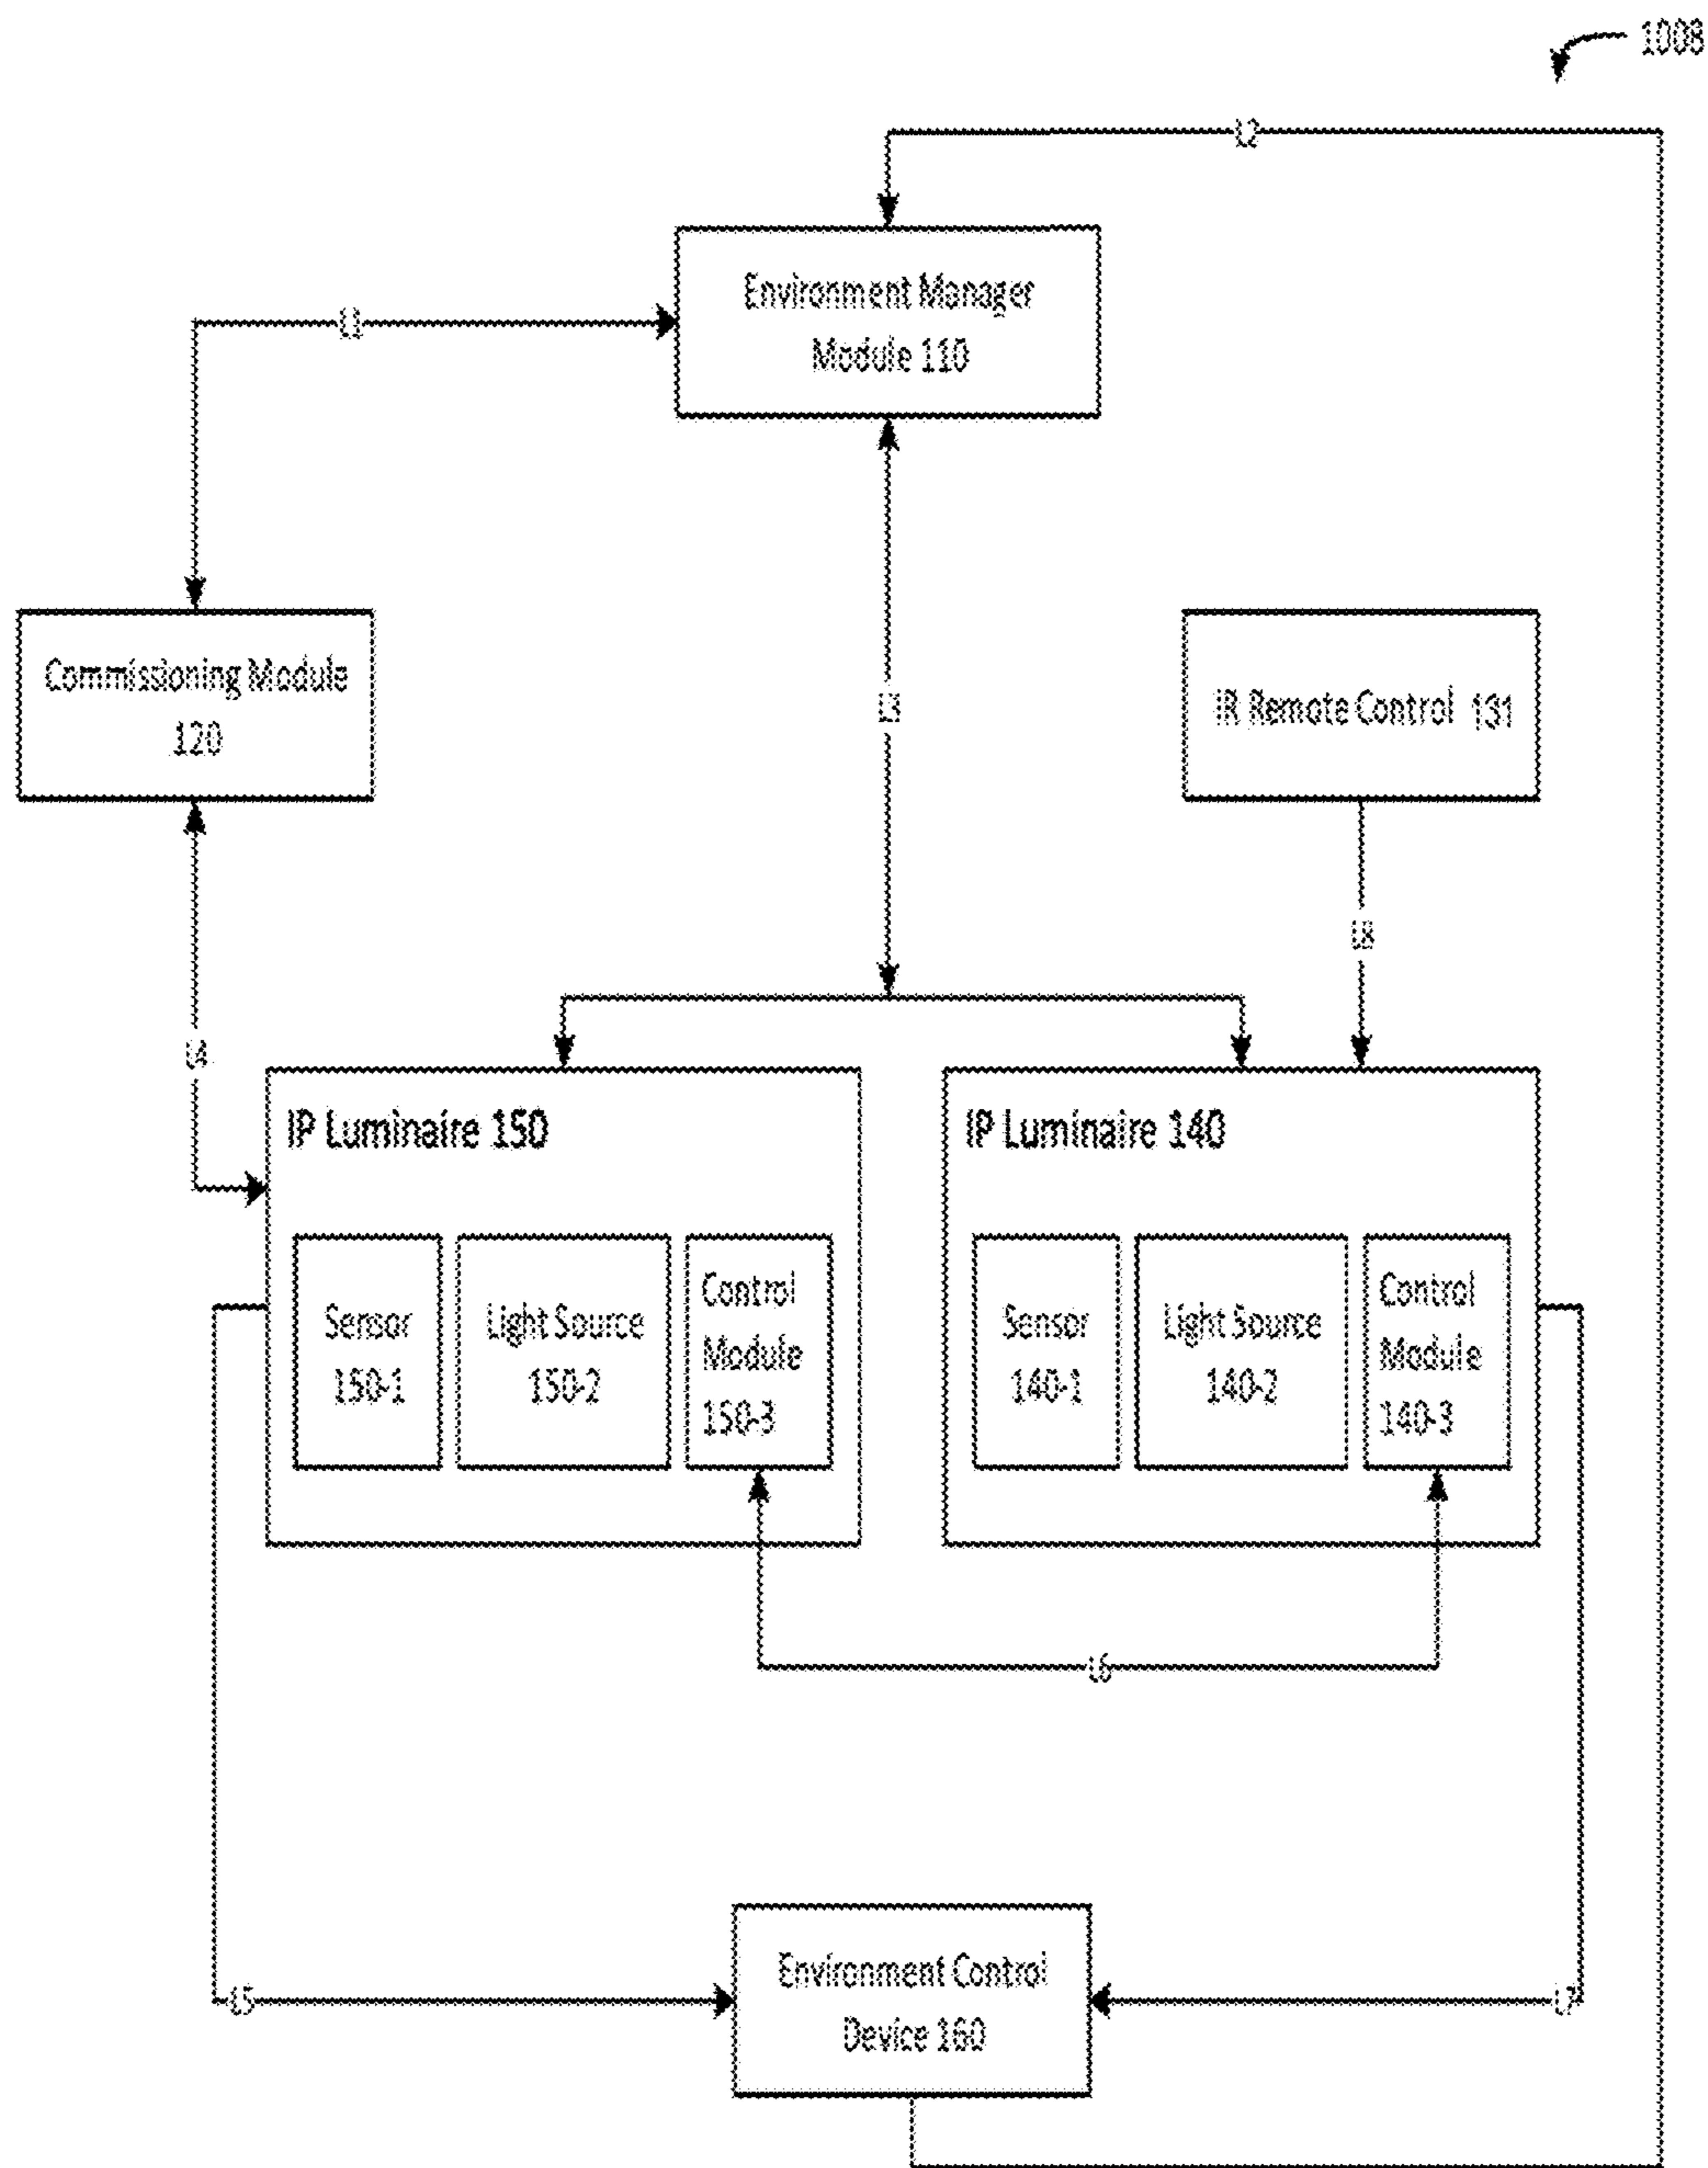 1008
L2
Environment Manager
Module 110
L1
Commissioning Module
120
L3
IR Remote Control 131
L8
L4
IP Luminaire 150
IP Luminaire 140
Sensor
150-1
Light Source
150-2
Control
Module
150-3
Sensor
140-1
Light Source
140-2
Control
Module
140-3
L6
Environment Control
Device 160
L5
L7